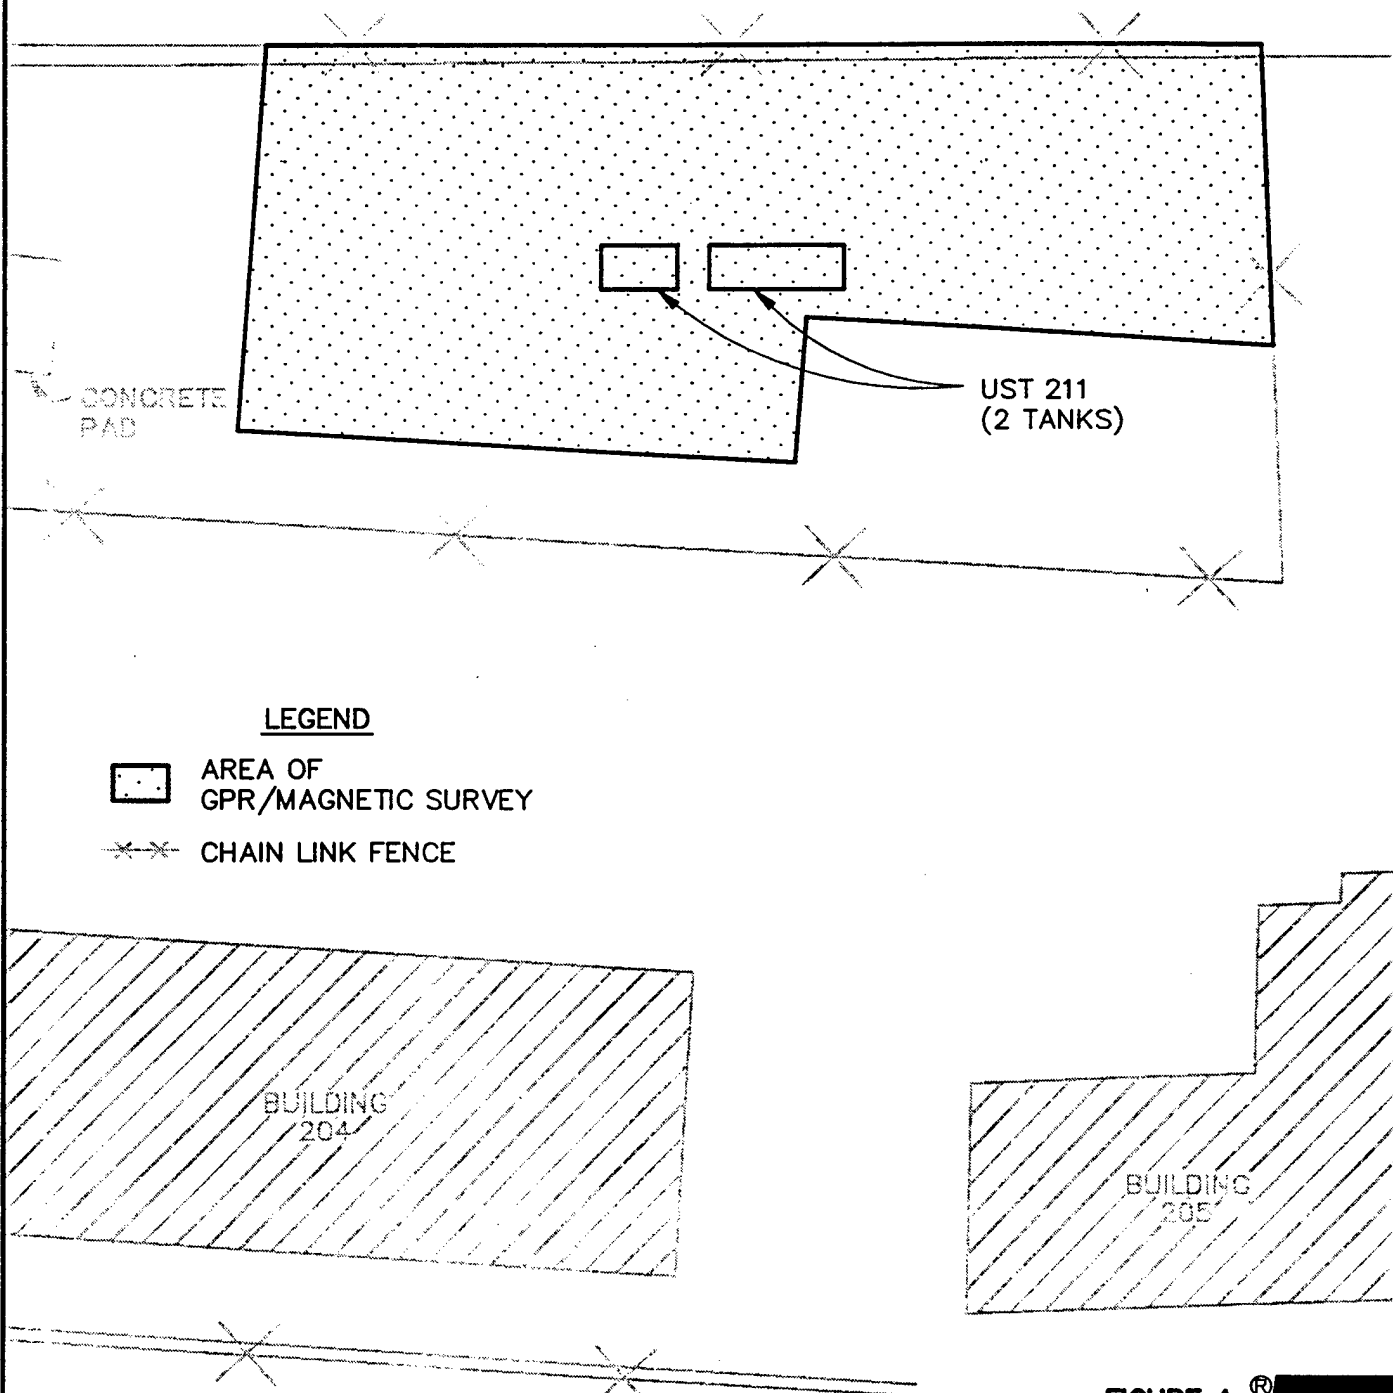 CONCRETE
PAD
UST 211
(2 TANKS)
LEGEND
AREA OF
GPR/MAGNETIC SURVEY
CHAIN LINK FENCE
BUILDING
204
BUILDING
205
®